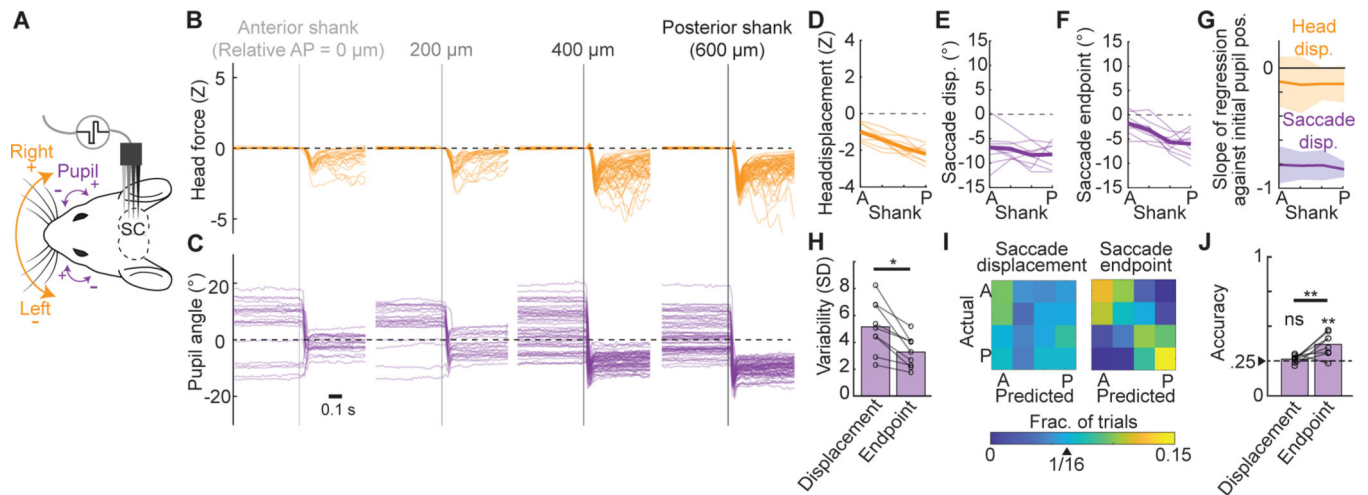 A
Right
+
Pupil
-
+
SC
+
-
Left
-
B
Anterior shank
(Relative AP = 0 µm)
200 µm
400 µm
Posterior shank
(600 µm)
Head force (Z)
5
0
-5
C
Pupil angle (°)
20
0
-20
0.1 s
D
Headdisplacement (Z)
4
2
0
-2
-4
A
P
Shank
E
Saccade disp. (°)
15
10
5
0
-5
-10
-15
A
P
Shank
F
Saccade endpoint (°)
15
10
5
0
-5
-10
-15
A
P
Shank
G
Slope of regression
against initial pupil pos.
Head
disp.
0
Saccade
disp.
-1
A
P
Shank
H
Variability (SD)
*
8
6
4
2
0
Displacement
Endpoint
I
Saccade
displacement
Saccade
endpoint
Actual
A
P
A
P
Predicted
A
P
Predicted
Frac. of trials
0
1/16
0.15
J
Accuracy
1
.25
0
**
ns
**
Displacement
Endpoint